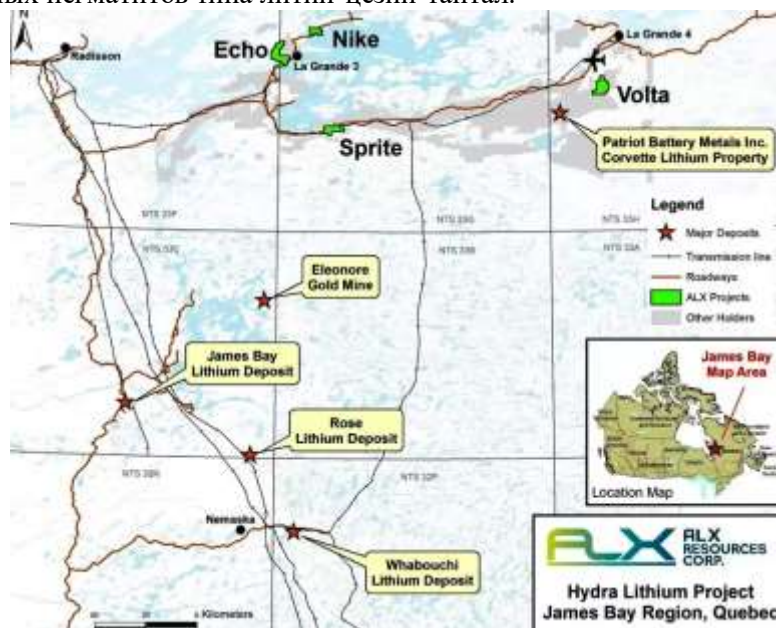 ных пегматитов типа литий-цезий-тантал.
N
Radisson
Echo
Nike
La Grande 3
La Grande 4
Volta
Sprite
Patriot Battery Metals Inc.
Corvette Lithium Property
Legend
Major Deposits
Transmission line
Roadways
ALX Projects
Other Holders
Eleonore
Gold Mine
James Bay
Lithium Deposit
Rose
Lithium Deposit
James Bay
Map Area
Location Map
Nemaska
Whabouchi
Lithium Deposit
Kilometers
ALX
RESOURCES
CORP.
Hydra Lithium Project
James Bay Region, Quebec